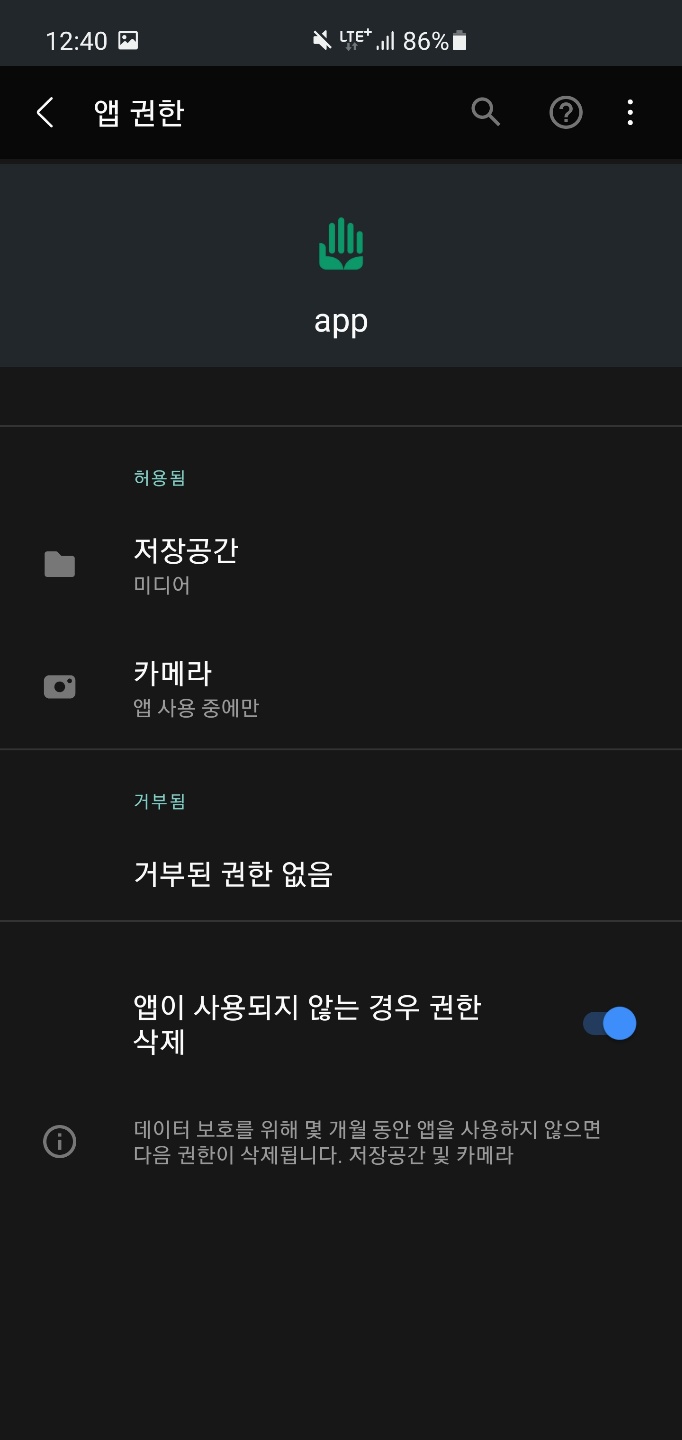 12:40 LTE+ 86%
앱 권한
app
허용됨
저장공간
미디어
카메라
앱 사용 중에만
거부됨
거부된 권한 없음
앱이 사용되지 않는 경우 권한
삭제
데이터 보호를 위해 몇 개월 동안 앱을 사용하지 않으면
다음 권한이 삭제됩니다. 저장공간 및 카메라